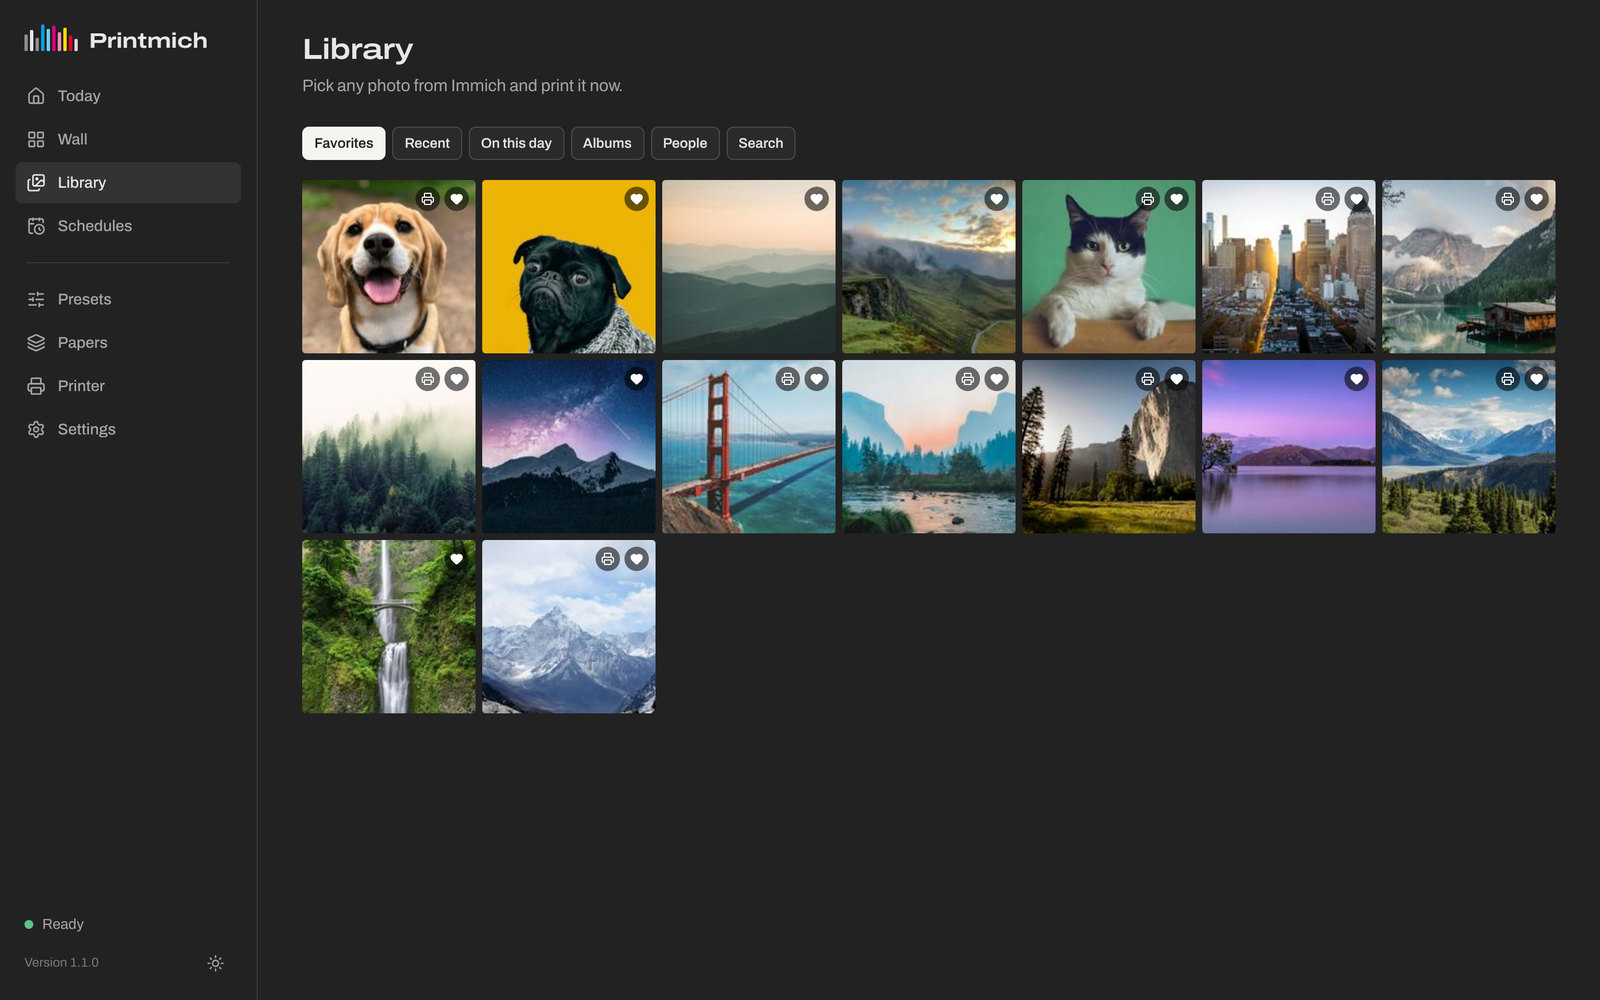 Printmich
Today
Wall
Library
Schedules
Presets
Papers
Printer
Settings
Ready
Version 1.1.0
Library
Pick any photo from Immich and print it now.
Favorites
Recent
On this day
Albums
People
Search